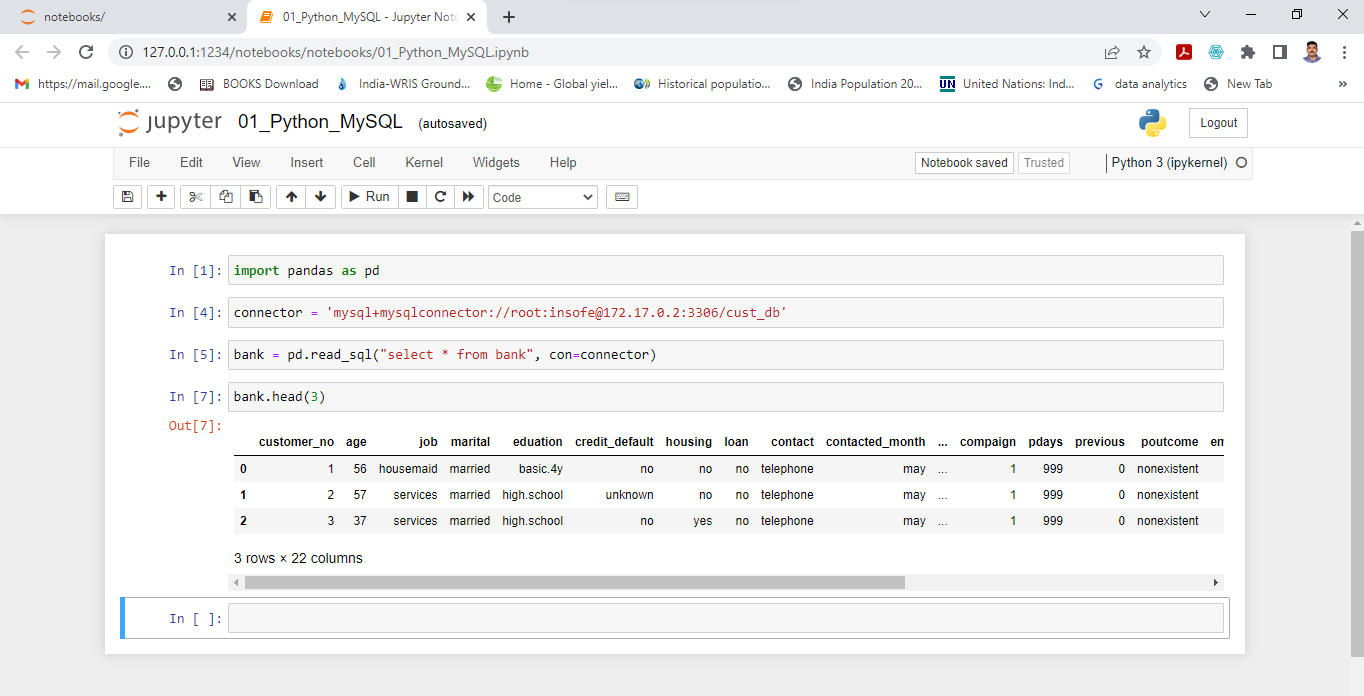 notebooks/
01_Python_MySQL - Jupyter Note
127.0.0.1:1234/notebooks/notebooks/01_Python_MySQL.ipynb
https://mail.google.... BOOKS Download India-WRIS Ground... Home - Global yiel... Historical populatio... India Population 20... UN United Nations: Ind... G data analytics New Tab »
jupyter 01_Python_MySQL (autosaved) Logout
File Edit View Insert Cell Kernel Widgets Help Notebook saved Trusted Python 3 (ipykernel)
Run Code
In [1]: import pandas as pd
In [4]: connector = 'mysql+mysqlconnector://root:insofe@172.17.0.2:3306/cust_db'
In [5]: bank = pd.read_sql("select * from bank", con=connector)
In [7]: bank.head(3)
Out[7]:
customer_no age job marital eduation credit_default housing loan contact contacted_month ... compaign pdays previous poutcome en
0 1 56 housemaid married basic.4y no no no telephone may ... 1 999 0 nonexistent
1 2 57 services married high.school unknown no no telephone may ... 1 999 0 nonexistent
2 3 37 services married high.school no yes no telephone may ... 1 999 0 nonexistent
3 rows × 22 columns
In [ ]: